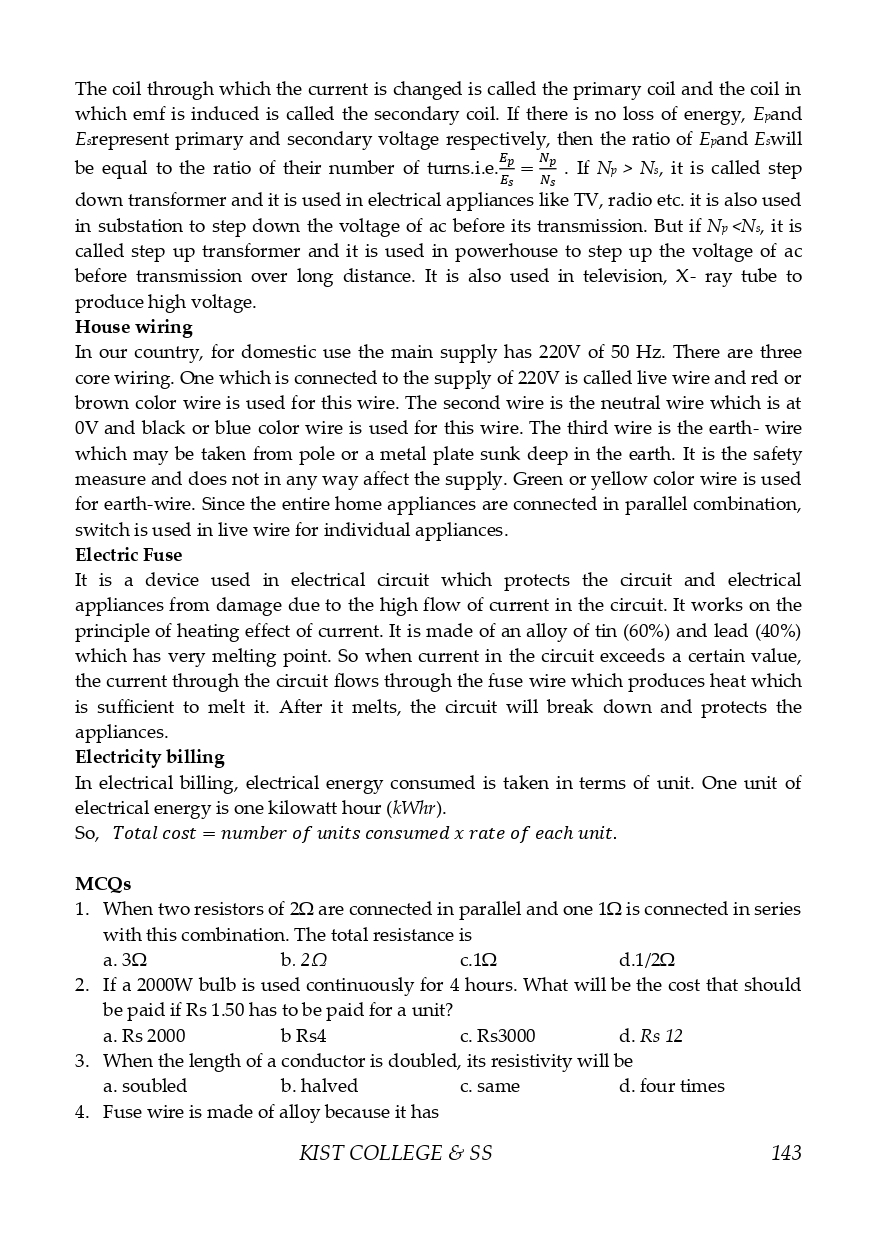 The coil through which the current is changed is called the primary coil and the coil in
which emf is induced is called the secondary coil. If there is no loss of energy, Epand
Esrepresent primary and secondary voltage respectively, then the ratio of Epand Eswill
be equal to the ratio of their number of turns.i.e. Ep/Es = Np/Ns . If Np > Ns, it is called step
down transformer and it is used in electrical appliances like TV, radio etc. it is also used
in substation to step down the voltage of ac before its transmission. But if Np <Ns, it is
called step up transformer and it is used in powerhouse to step up the voltage of ac
before transmission over long distance. It is also used in television, X- ray tube to
produce high voltage.
House wiring
In our country, for domestic use the main supply has 220V of 50 Hz. There are three
core wiring. One which is connected to the supply of 220V is called live wire and red or
brown color wire is used for this wire. The second wire is the neutral wire which is at
0V and black or blue color wire is used for this wire. The third wire is the earth- wire
which may be taken from pole or a metal plate sunk deep in the earth. It is the safety
measure and does not in any way affect the supply. Green or yellow color wire is used
for earth-wire. Since the entire home appliances are connected in parallel combination,
switch is used in live wire for individual appliances.
Electric Fuse
It is a device used in electrical circuit which protects the circuit and electrical
appliances from damage due to the high flow of current in the circuit. It works on the
principle of heating effect of current. It is made of an alloy of tin (60%) and lead (40%)
which has very melting point. So when current in the circuit exceeds a certain value,
the current through the circuit flows through the fuse wire which produces heat which
is sufficient to melt it. After it melts, the circuit will break down and protects the
appliances.
Electricity billing
In electrical billing, electrical energy consumed is taken in terms of unit. One unit of
electrical energy is one kilowatt hour (kWhr).
So, Total cost = number of units consumed x rate of each unit.
MCQs
1. When two resistors of 2Ω are connected in parallel and one 1Ω is connected in series
with this combination. The total resistance is
a. 3Ω b. 2Ω c.1Ω d.1/2Ω
2. If a 2000W bulb is used continuously for 4 hours. What will be the cost that should
be paid if Rs 1.50 has to be paid for a unit?
a. Rs 2000 b Rs4 c. Rs3000 d. Rs 12
3. When the length of a conductor is doubled, its resistivity will be
a. soubled b. halved c. same d. four times
4. Fuse wire is made of alloy because it has
KIST COLLEGE & SS 143